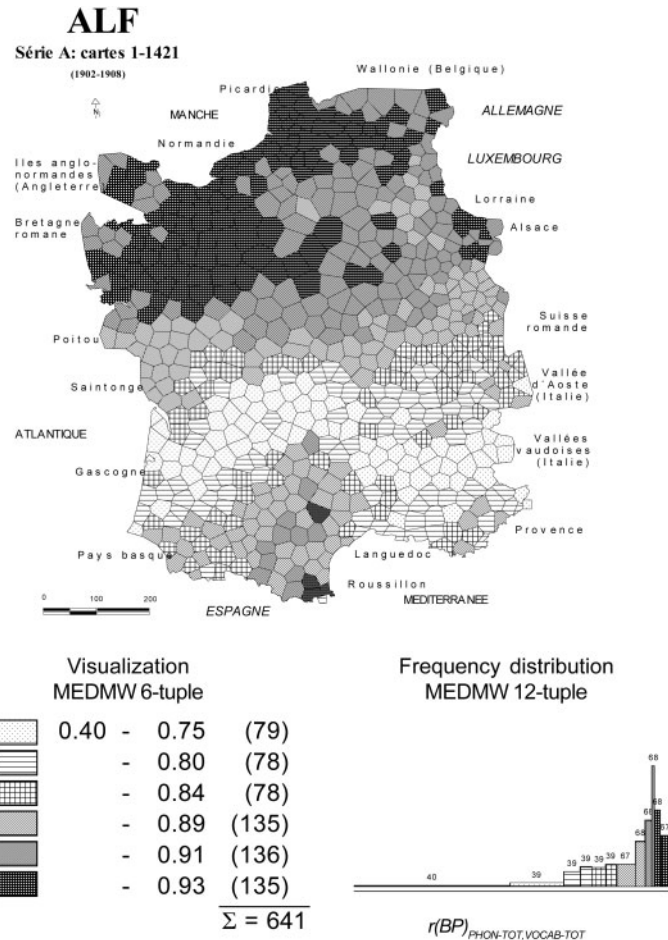 ALF
Série A: cartes 1-1421
(1902-1908)
Wallonie (Belgique)
Picardie
N
MANCHE
ALLEMAGNE
Normandie
LUXEMBOURG
Iles anglo-
normandes
(Angleterre)
Lorraine
Bretagne
romane
Alsace
Suisse
romande
Poitou
Vallée
d'Aoste
(Italie)
Saintonge
ATLANTIQUE
Vallées
vaudoises
(Italie)
Gascogne
Provence
Pays basque
Languedoc
Roussillon
MEDITERRANEE
0 100 200
ESPAGNE
Visualization
MEDMW 6-tuple
0.40 - 0.75 (79)
- 0.80 (78)
- 0.84 (78)
- 0.89 (135)
- 0.91 (136)
- 0.93 (135)
Σ = 641
Frequency distribution
MEDMW 12-tuple
68
68
68
68
67
39 39 39 39 67
40 39
r(BP)PHON-TOT,VOCAB-TOT